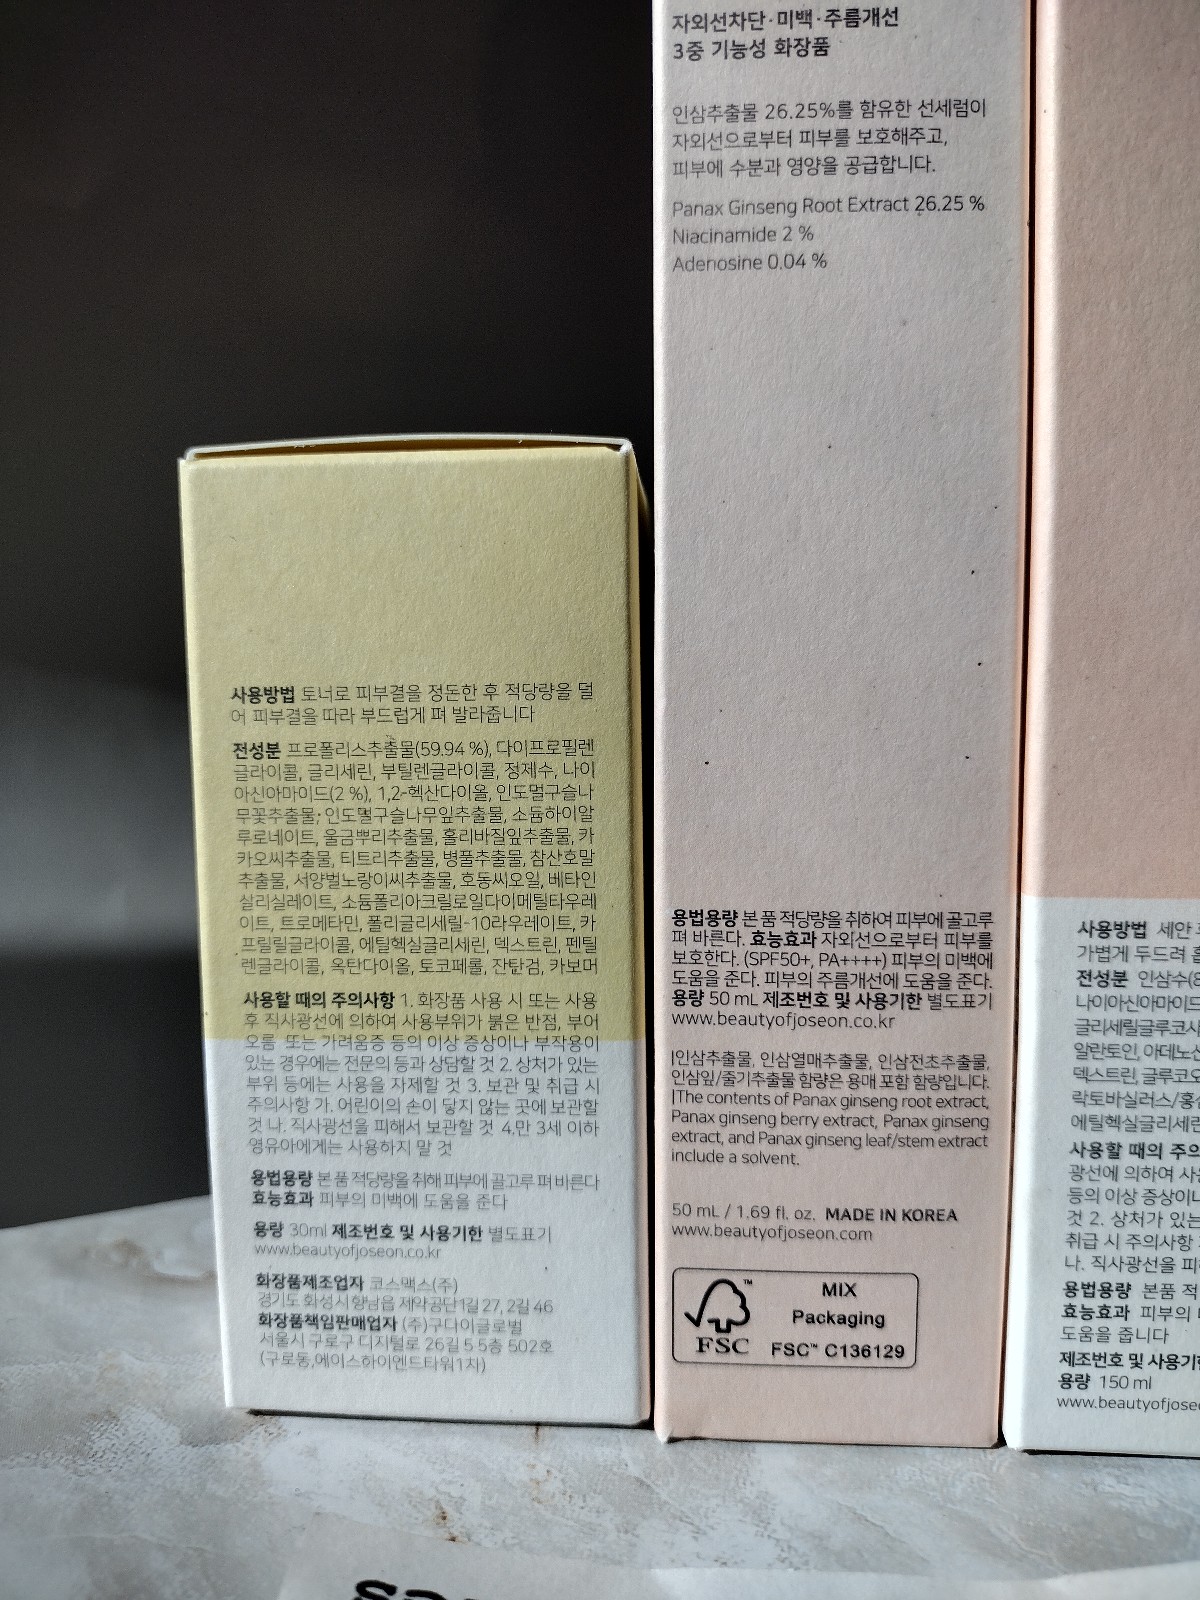 사용방법 토너로 피부결을 정돈한 후 적당량을 덜
어 피부결을 따라 부드럽게 펴 발라줍니다
전성분 프로폴리스추출물(59.94 %), 다이프로필렌
글라이콜, 글리세린, 부틸렌글라이콜, 정제수, 나이
아신아마이드(2 %), 1,2-헥산다이올, 인도멀구슬나
무꽃추출물; 인도멀구슬나무잎추출물, 소듐하이알
루로네이트, 울금뿌리추출물, 홀리바질잎추출물, 카
카오씨추출물, 티트리추출물, 병풀추출물, 참산호말
추출물, 서양벌노랑이씨추출물, 호동씨오일, 베타인
살리실레이트, 소듐폴리아크릴로일다이메틸타우레
이트, 트로메타민, 폴리글리세릴-10라우레이트, 카
프릴릴글라이콜, 에틸헥실글리세린, 덱스트린, 펜틸
렌글라이콜, 옥탄다이올, 토코페롤, 잔탄검, 카보머
사용할 때의 주의사항 1. 화장품 사용 시 또는 사용
후 직사광선에 의하여 사용부위가 붉은 반점, 부어
오름 또는 가려움증 등의 이상 증상이나 부작용이
있는 경우에는 전문의 등과 상담할 것 2. 상처가 있는
부위 등에는 사용을 자제할 것 3. 보관 및 취급 시
주의사항 가. 어린이의 손이 닿지 않는 곳에 보관할
것 나. 직사광선을 피해서 보관할 것 4.만 3세 이하
영유아에게는 사용하지 말 것
용법용량 본 품 적당량을 취해 피부에 골고루 펴 바른다
효능효과 피부의 미백에 도움을 준다
용량 30ml 제조번호 및 사용기한 별도표기
www.beautyofjoseon.co.kr
화장품제조업자 코스맥스(주)
경기도 화성시 향남읍 제약공단1길 27, 2길 46
화장품책임판매업자 (주)구다이글로벌
서울시 구로구 디지털로 26길 5 5층 502호
(구로동,에이스하이엔드타워1차)
자외선차단·미백·주름개선
3중 기능성 화장품
인삼추출물 26.25%를 함유한 선세럼이
자외선으로부터 피부를 보호해주고,
피부에 수분과 영양을 공급합니다.
Panax Ginseng Root Extract 26.25 %
Niacinamide 2 %
Adenosine 0.04 %
용법용량 본 품 적당량을 취하여 피부에 골고루
펴 바른다. 효능효과 자외선으로부터 피부를
보호한다. (SPF50+, PA++++) 피부의 미백에
도움을 준다. 피부의 주름개선에 도움을 준다.
용량 50 mL 제조번호 및 사용기한 별도표기
www.beautyofjoseon.co.kr
|인삼추출물, 인삼열매추출물, 인삼전초추출물,
인삼잎/줄기추출물 함량은 용매 포함 함량입니다.
|The contents of Panax ginseng root extract,
Panax ginseng berry extract, Panax ginseng
extract, and Panax ginseng leaf/stem extract
include a solvent.
50 mL / 1.69 fl. oz. MADE IN KOREA
www.beautyofjoseon.com
FSC™
MIX
Packaging
FSC™ C136129
사용방법 세안
가볍게 두드려
전성분 인삼수(8
나이아신아마이드
글리세릴글루코사
알란토인, 아데노신
덱스트린, 글루코
락토바실러스/홍삼
에틸헥실글리세린
사용할 때의 주의
광선에 의하여 사용
등의 이상 증상이나
것 2. 상처가 있는
취급 시 주의사항
나. 직사광선을 피
용법용량 본품 적
효능효과 피부의
도움을 줍니다
제조번호 및 사용기한
용량 150 ml
www.beautyofjose